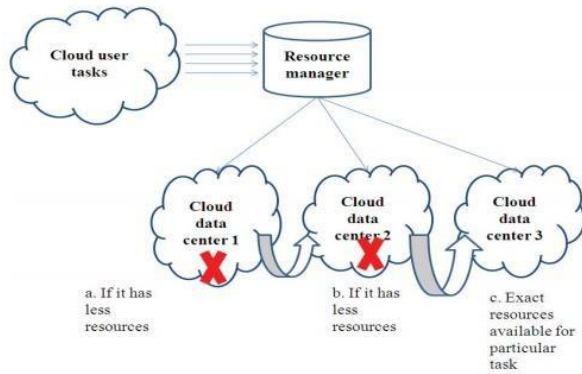 Cloud user
tasks
Resource
manager
Cloud
data
center 1
Cloud
data
center 2
Cloud
data
center 3
a. If it has
less
resources
b. If it has
less
resources
c. Exact
resources
available for
particular
task